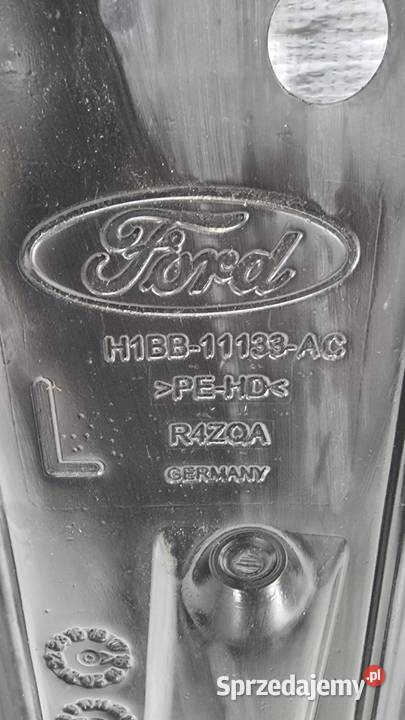 Ford
H1BB-11133-AC
>PE-HD<
L
R4ZQA
GERMANY
Sprzedajemy.pl